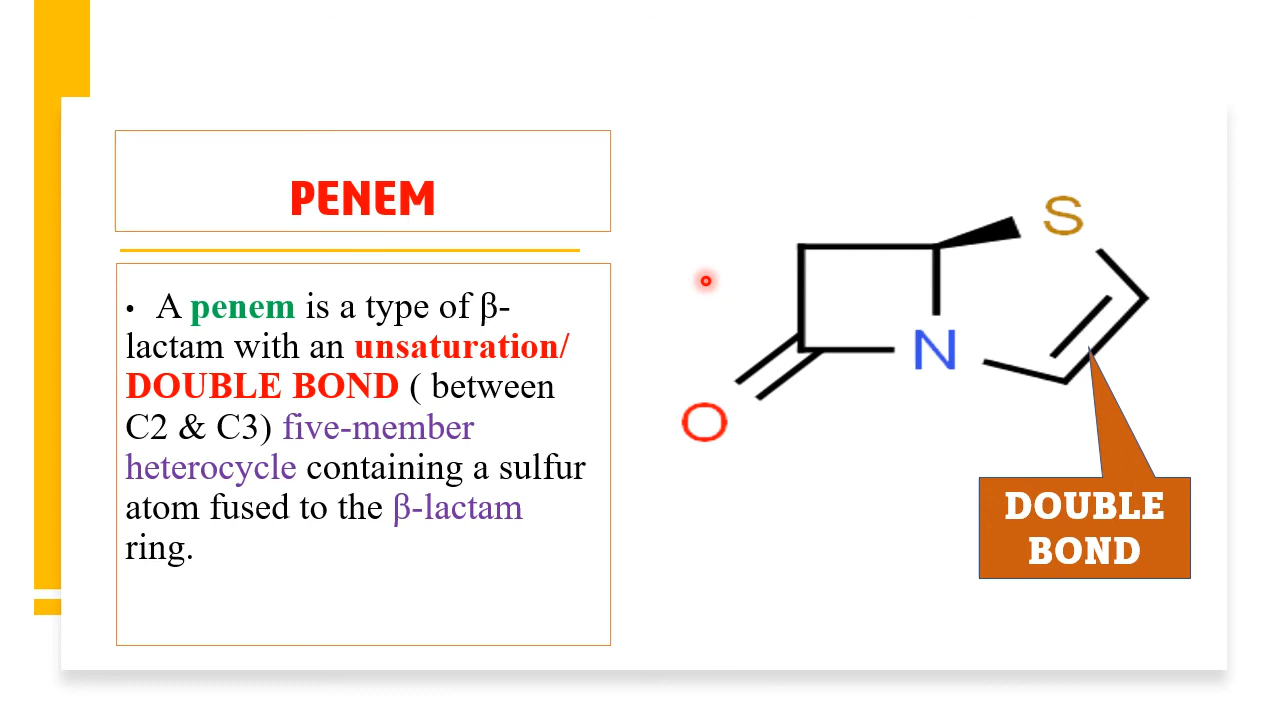 PENEM
• A penem is a type of β-
lactam with an unsaturation/
DOUBLE BOND ( between
C2 & C3) five-member
heterocycle containing a sulfur
atom fused to the β-lactam
ring.
S
N
O
DOUBLE
BOND